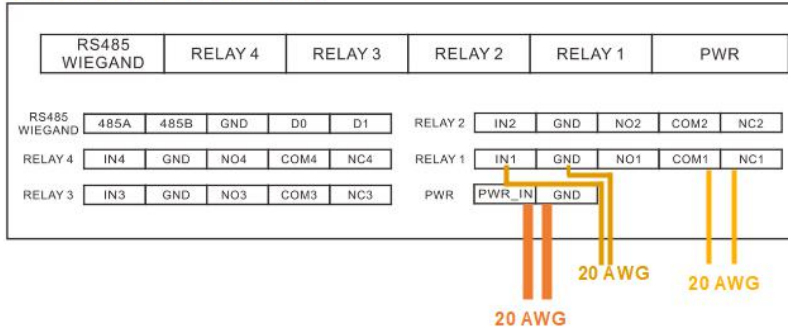 RS485 WIEGAND RELAY 4 RELAY 3 RELAY 2 RELAY 1 PWR
RS485 WIEGAND 485A 485B GND D0 D1
RELAY 4 IN4 GND NO4 COM4 NC4
RELAY 3 IN3 GND NO3 COM3 NC3
RELAY 2 IN2 GND NO2 COM2 NC2
RELAY 1 IN1 GND NO1 COM1 NC1
PWR PWR_IN GND
20 AWG
20 AWG
20 AWG